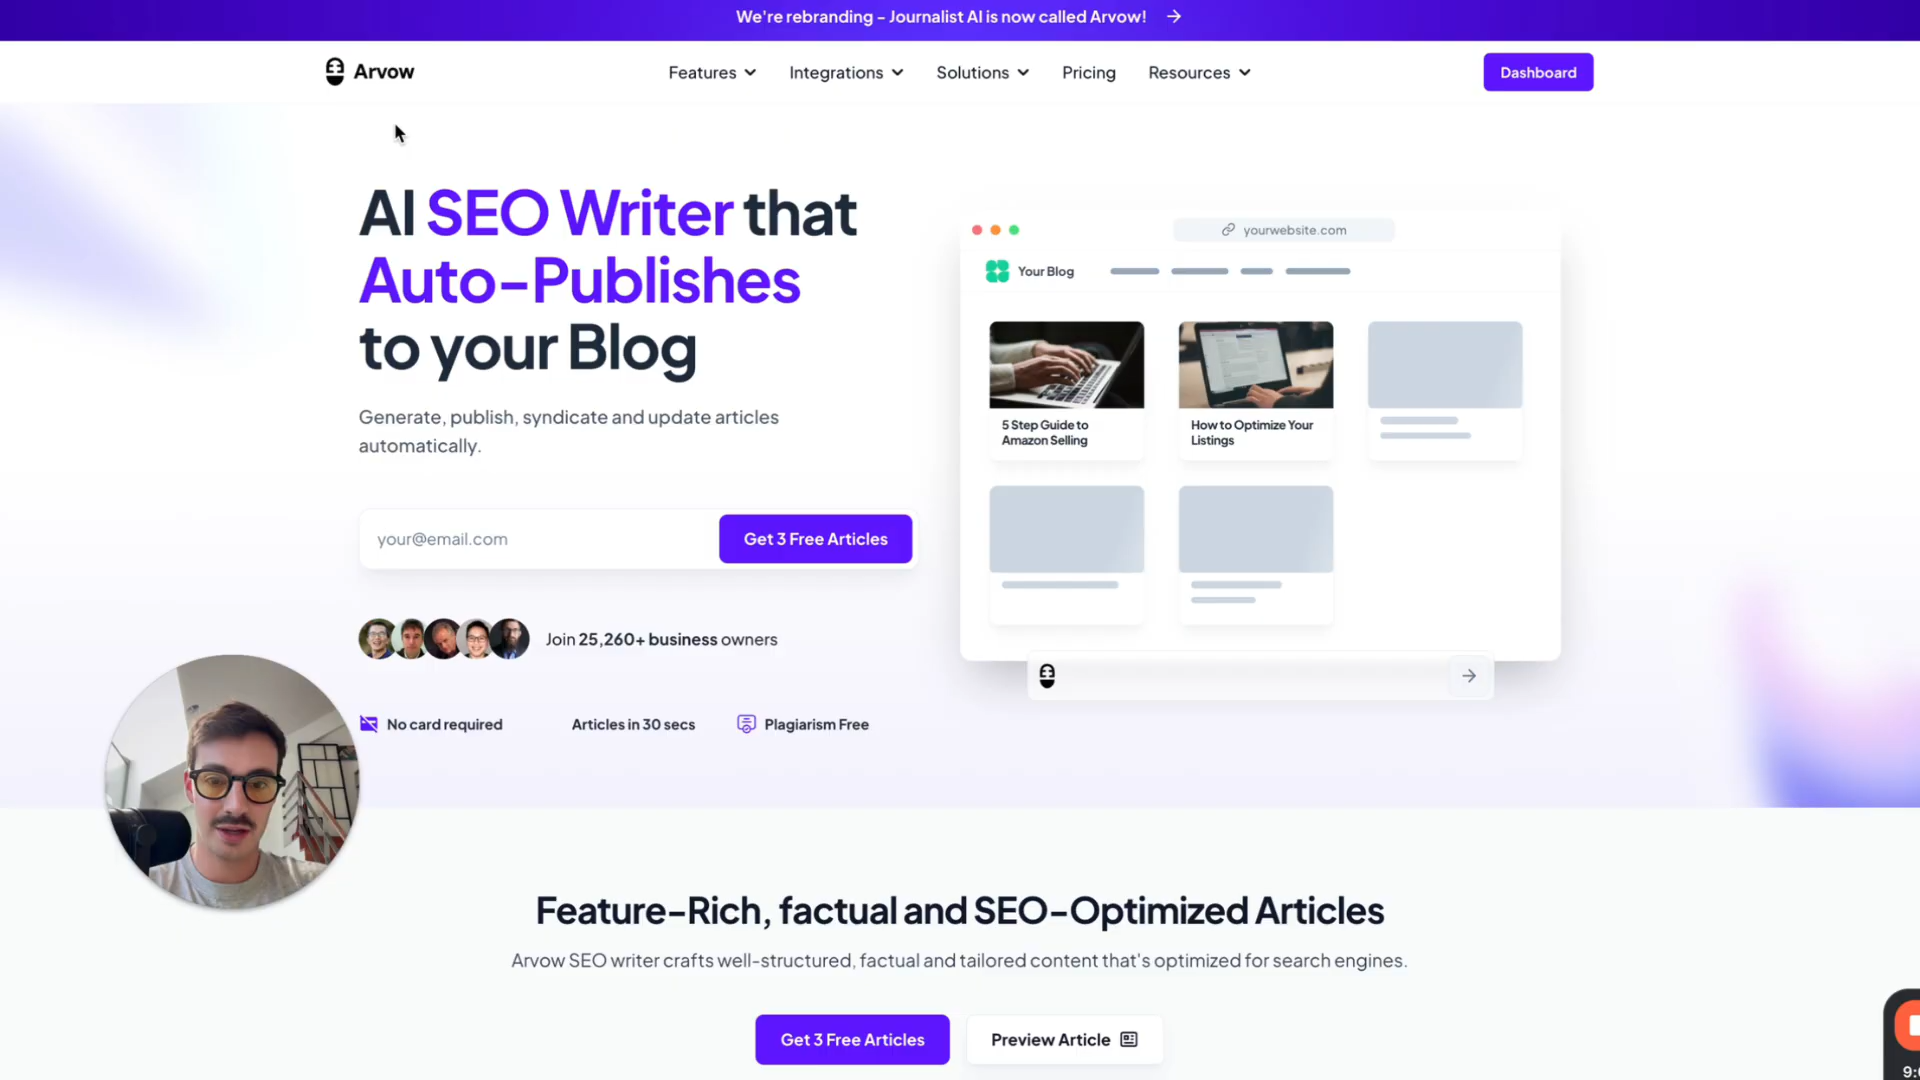 We're rebranding - Journalist AI is now called Arvow!
Arvow
Features
Integrations
Solutions
Pricing
Resources
Dashboard
AI SEO Writer that
Auto-Publishes
to your Blog
Generate, publish, syndicate and update articles
automatically.
your@email.com
Get 3 Free Articles
Join 25,260+ business owners
No card required
Articles in 30 secs
Plagiarism Free
yourwebsite.com
Your Blog
5 Step Guide to
Amazon Selling
How to Optimize Your
Listings
Feature-Rich, factual and SEO-Optimized Articles
Arvow SEO writer crafts well-structured, factual and tailored content that's optimized for search engines.
Get 3 Free Articles
Preview Article